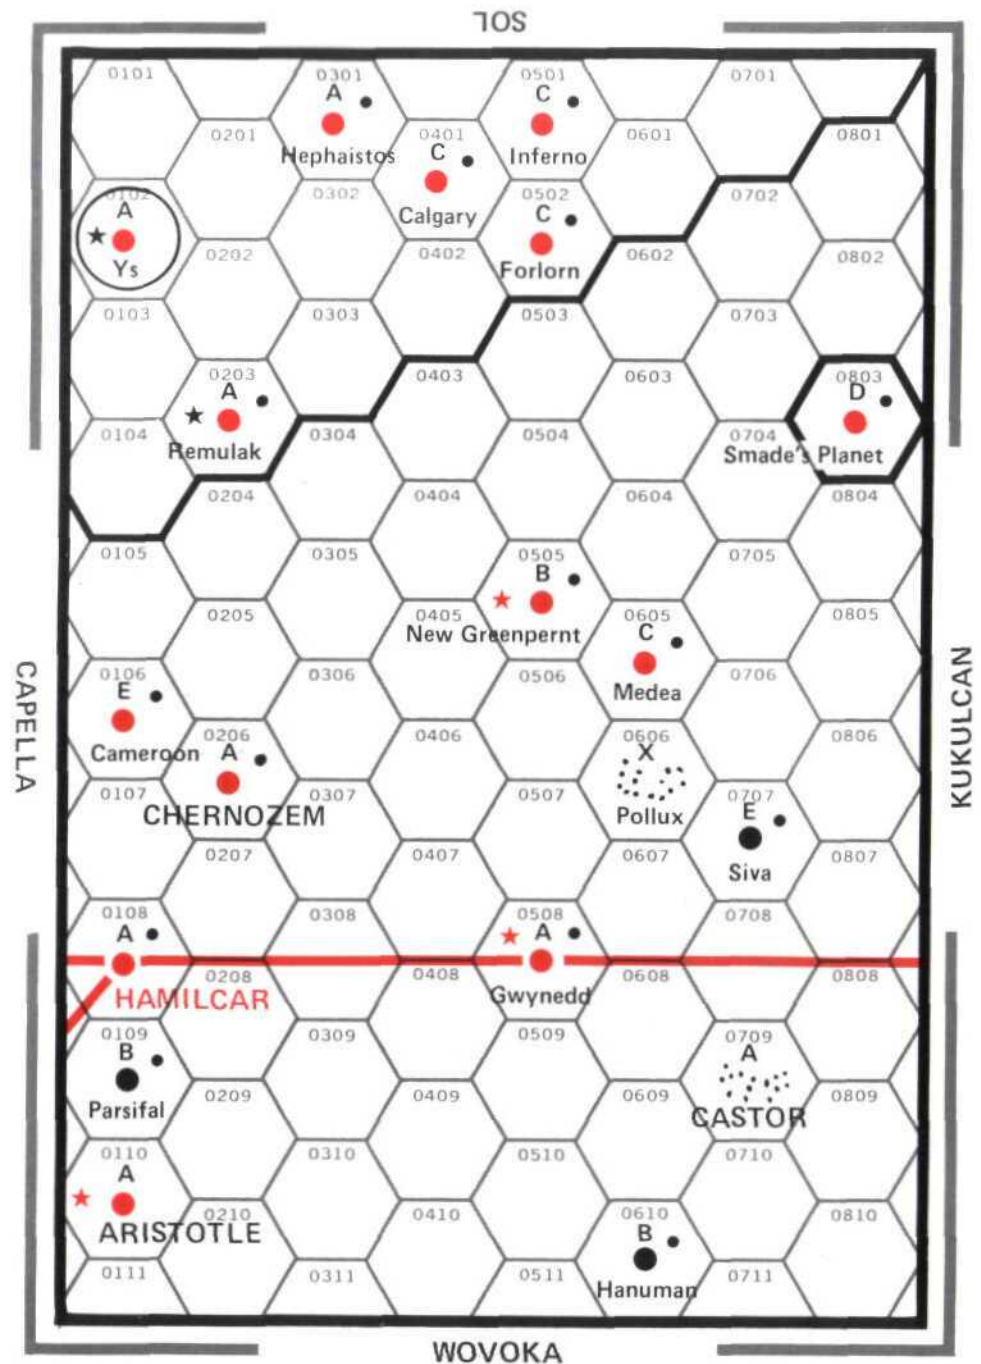 SOL
0101
0301
0501
0701
A
C
0201
0401
0601
0801
Hephaistos
C
Inferno
0102
0302
0502
0702
A
Calgary
C
Ys
0202
0402
Forlorn
0602
0802
0103
0303
0503
0703
0203
0403
0603
0803
A
D
0104
Remulak
0304
0504
0704
Smade's Planet
0204
0404
0604
0804
0105
0305
0505
0705
B
0205
0405
0605
0805
New Greenpernt
C
0106
0306
0506
0706
E
Medea
CAPELLA
KUKULCAN
0206
0406
0606
0806
Cameroon
A
X
0107
0307
0507
0707
CHERNOZEM
Pollux
E
0207
0407
0607
0807
Siva
0108
0308
0508
0708
A
A
0208
0408
0608
0808
HAMILCAR
Gwynedd
0109
0309
0509
0709
B
A
Parsifal
0209
0409
0609
0809
CASTOR
0110
0310
0510
0710
A
0210
0410
0610
0810
ARISTOTLE
B
0111
0311
0511
0711
Hanuman
WOVOKA